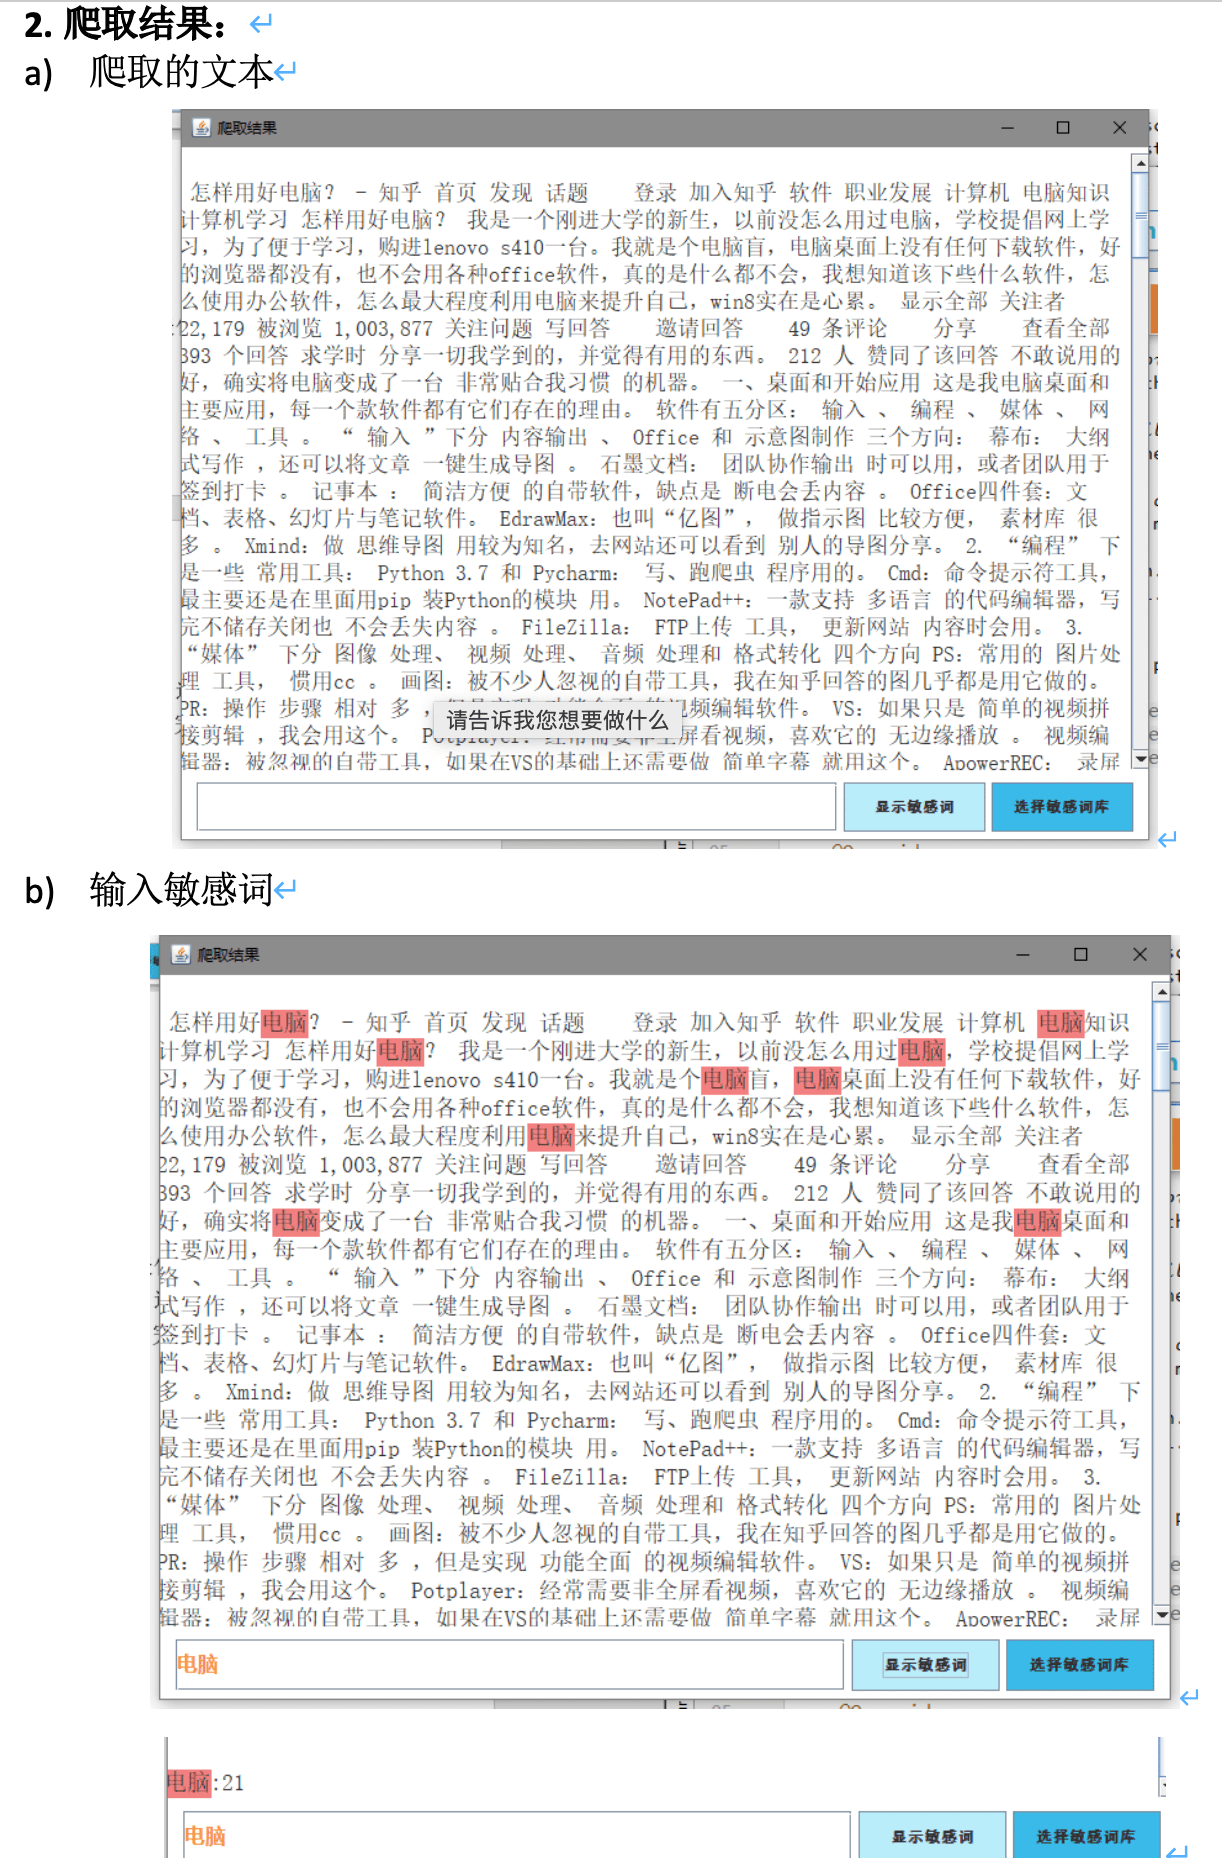 2. 爬取结果：
a) 爬取的文本
爬取结果
怎样用好电脑？ - 知乎 首页 发现 话题 登录 加入知乎 软件 职业发展 计算机 电脑知识
计算机学习 怎样用好电脑？ 我是一个刚进大学的新生，以前没怎么用过电脑，学校提倡网上学
习，为了便于学习，购进lenovo s410一台。我就是个电脑盲，电脑桌面上没有任何下载软件，好
的浏览器都没有，也不会用各种office软件，真的是什么都不会，我想知道该下些什么软件，怎
么使用办公软件，怎么最大程度利用电脑来提升自己，win8实在是心累。 显示全部 关注者
22,179 被浏览 1,003,877 关注问题 写回答 邀请回答 49 条评论 分享 查看全部
393 个回答 求学时 分享一切我学到的，并觉得有用的东西。 212 人 赞同了该回答 不敢说用的
好，确实将电脑变成了一台 非常贴合我习惯 的机器。 一、桌面和开始应用 这是我电脑桌面和
主要应用，每一个款软件都有它们存在的理由。 软件有五分区： 输入 、 编程 、 媒体 、 网
络 、 工具 。 “ 输入 ”下分 内容输出 、 Office 和 示意图制作 三个方向： 幕布： 大纲
式写作 ，还可以将文章 一键生成导图 。 石墨文档： 团队协作输出 时可以用，或者团队用于
签到打卡 。 记事本 ： 简洁方便 的自带软件，缺点是 断电会丢内容 。 Office四件套：文
档、表格、幻灯片与笔记软件。 EdrawMax：也叫“亿图”， 做指示图 比较方便， 素材库 很
多 。 Xmind：做 思维导图 用较为知名，去网站还可以看到 别人的导图分享。 2. “编程” 下
是一些 常用工具： Python 3.7 和 Pycharm： 写、跑爬虫 程序用的。 Cmd：命令提示符工具，
最主要还是在里面用pip 装Python的模块 用。 NotePad++：一款支持 多语言 的代码编辑器，写
完不储存关闭也 不会丢失内容 。 FileZilla： FTP上传 工具， 更新网站 内容时会用。 3.
“媒体” 下分 图像 处理、 视频 处理、 音频 处理和 格式转化 四个方向 PS：常用的 图片处
理 工具， 惯用cc 。 画图：被不少人忽视的自带工具，我在知乎回答的图几乎都是用它做的。
PR：操作 步骤 相对 多 ， 视频编辑软件。 VS：如果只是 简单的视频拼
请告诉我您想要做什么
接剪辑 ，我会用这个。 Potplayer：经常需要非全屏看视频，喜欢它的 无边缘播放 。 视频编
辑器：被忽视的自带工具，如果在VS的基础上还需要做 简单字幕 就用这个。 ApowerREC： 录屏
显示敏感词 选择敏感词库
b) 输入敏感词
爬取结果
怎样用好电脑？ - 知乎 首页 发现 话题 登录 加入知乎 软件 职业发展 计算机 电脑知识
计算机学习 怎样用好电脑？ 我是一个刚进大学的新生，以前没怎么用过电脑，学校提倡网上学
习，为了便于学习，购进lenovo s410一台。我就是个电脑盲，电脑桌面上没有任何下载软件，好
的浏览器都没有，也不会用各种office软件，真的是什么都不会，我想知道该下些什么软件，怎
么使用办公软件，怎么最大程度利用电脑来提升自己，win8实在是心累。 显示全部 关注者
22,179 被浏览 1,003,877 关注问题 写回答 邀请回答 49 条评论 分享 查看全部
393 个回答 求学时 分享一切我学到的，并觉得有用的东西。 212 人 赞同了该回答 不敢说用的
好，确实将电脑变成了一台 非常贴合我习惯 的机器。 一、桌面和开始应用 这是我电脑桌面和
主要应用，每一个款软件都有它们存在的理由。 软件有五分区： 输入 、 编程 、 媒体 、 网
络 、 工具 。 “ 输入 ”下分 内容输出 、 Office 和 示意图制作 三个方向： 幕布： 大纲
式写作 ，还可以将文章 一键生成导图 。 石墨文档： 团队协作输出 时可以用，或者团队用于
签到打卡 。 记事本 ： 简洁方便 的自带软件，缺点是 断电会丢内容 。 Office四件套：文
档、表格、幻灯片与笔记软件。 EdrawMax：也叫“亿图”， 做指示图 比较方便， 素材库 很
多 。 Xmind：做 思维导图 用较为知名，去网站还可以看到 别人的导图分享。 2. “编程” 下
是一些 常用工具： Python 3.7 和 Pycharm： 写、跑爬虫 程序用的。 Cmd：命令提示符工具，
最主要还是在里面用pip 装Python的模块 用。 NotePad++：一款支持 多语言 的代码编辑器，写
完不储存关闭也 不会丢失内容 。 FileZilla： FTP上传 工具， 更新网站 内容时会用。 3.
“媒体” 下分 图像 处理、 视频 处理、 音频 处理和 格式转化 四个方向 PS：常用的 图片处
理 工具， 惯用cc 。 画图：被不少人忽视的自带工具，我在知乎回答的图几乎都是用它做的。
PR：操作 步骤 相对 多 ，但是实现 功能全面 的视频编辑软件。 VS：如果只是 简单的视频拼
接剪辑 ，我会用这个。 Potplayer：经常需要非全屏看视频，喜欢它的 无边缘播放 。 视频编
辑器：被忽视的自带工具，如果在VS的基础上还需要做 简单字幕 就用这个。 ApowerREC： 录屏
电脑 显示敏感词 选择敏感词库
电脑:21
电脑 显示敏感词 选择敏感词库